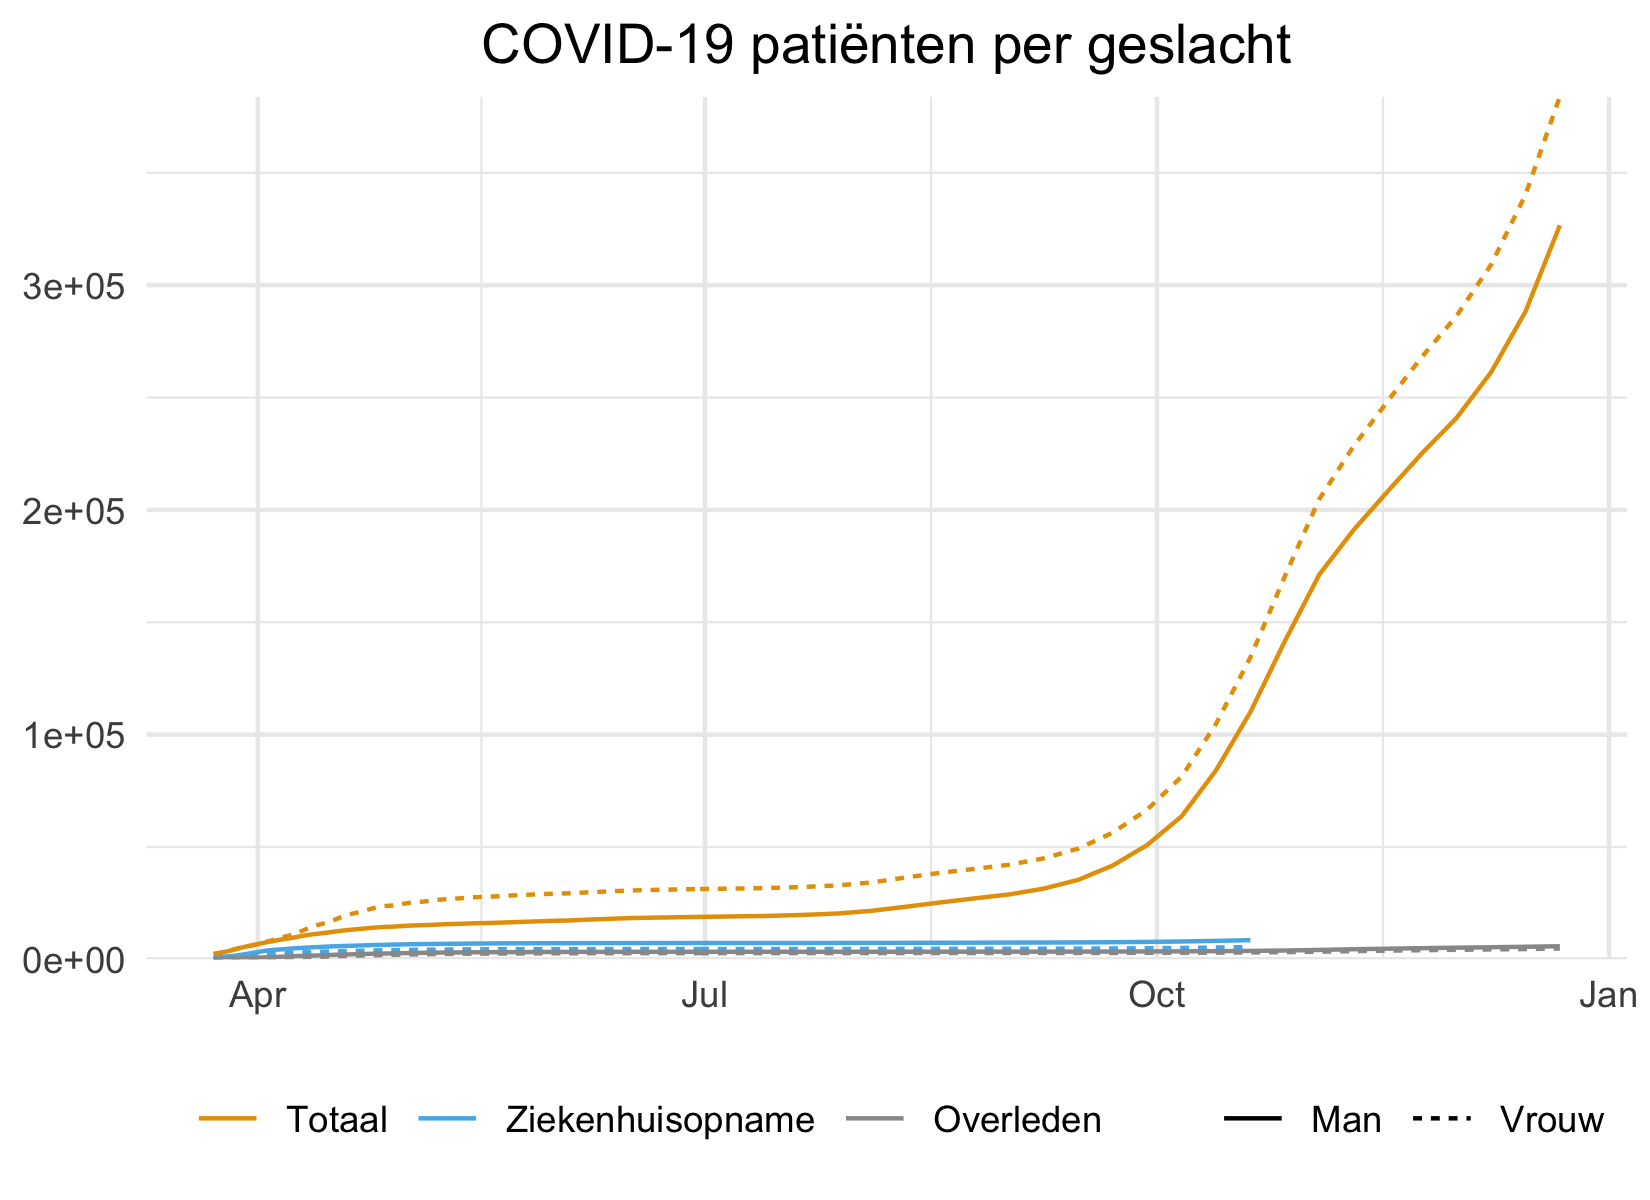 COVID-19 patiënten per geslacht
3e+05
2e+05
1e+05
0e+00
Apr Jul Oct Jan
Totaal Ziekenhuisopname Overleden Man Vrouw